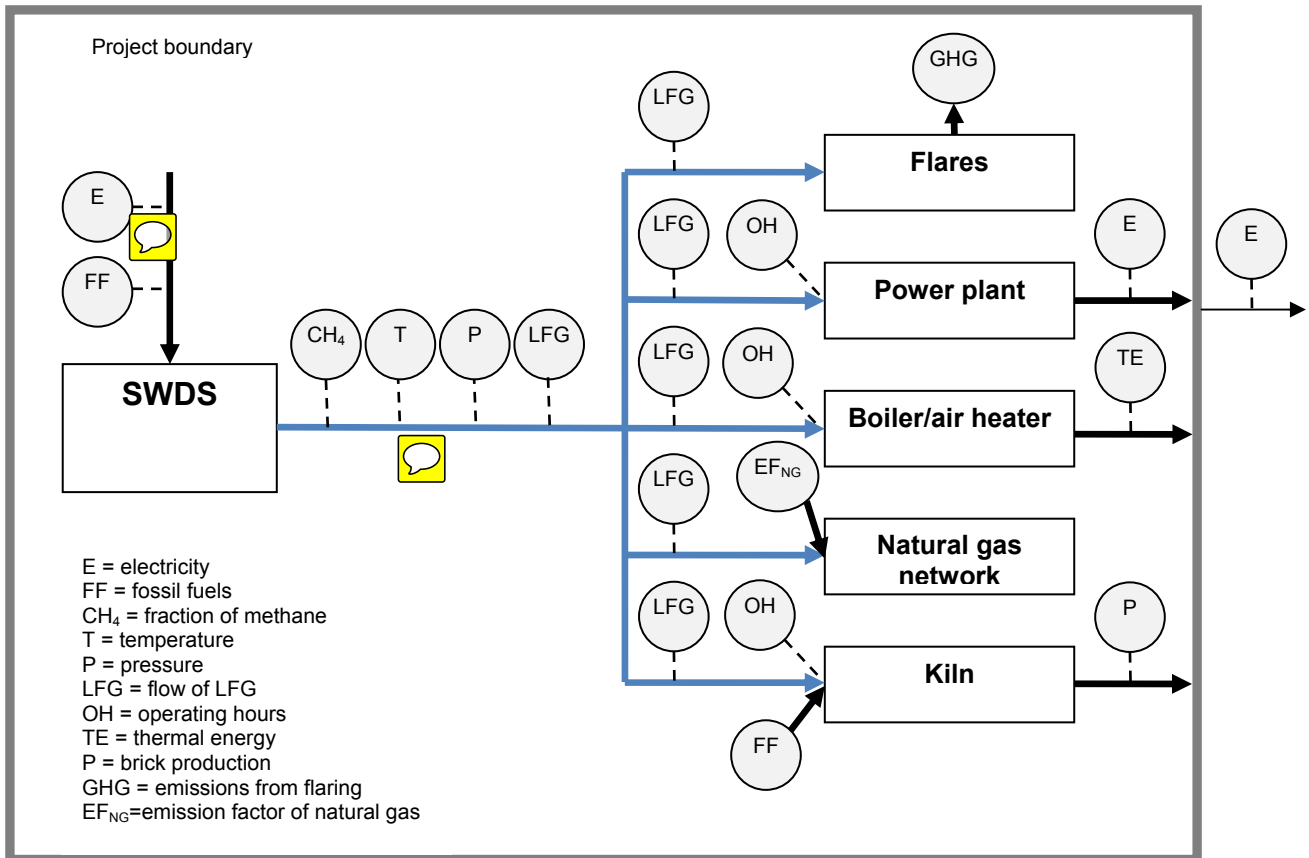 Project boundary
GHG
LFG
Flares
E
LFG
OH
E
E
FF
Power plant
CH₄
T
P
LFG
LFG
OH
TE
SWDS
Boiler/air heater
LFG
EF_NG
Natural gas
network
E = electricity
FF = fossil fuels
CH₄ = fraction of methane
T = temperature
P = pressure
LFG = flow of LFG
OH = operating hours
TE = thermal energy
P = brick production
GHG = emissions from flaring
EF_NG=emission factor of natural gas
LFG
OH
P
Kiln
FF